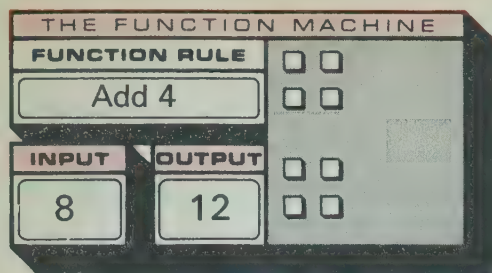 THE FUNCTION MACHINE
FUNCTION RULE
Add 4
INPUT OUTPUT
8 12